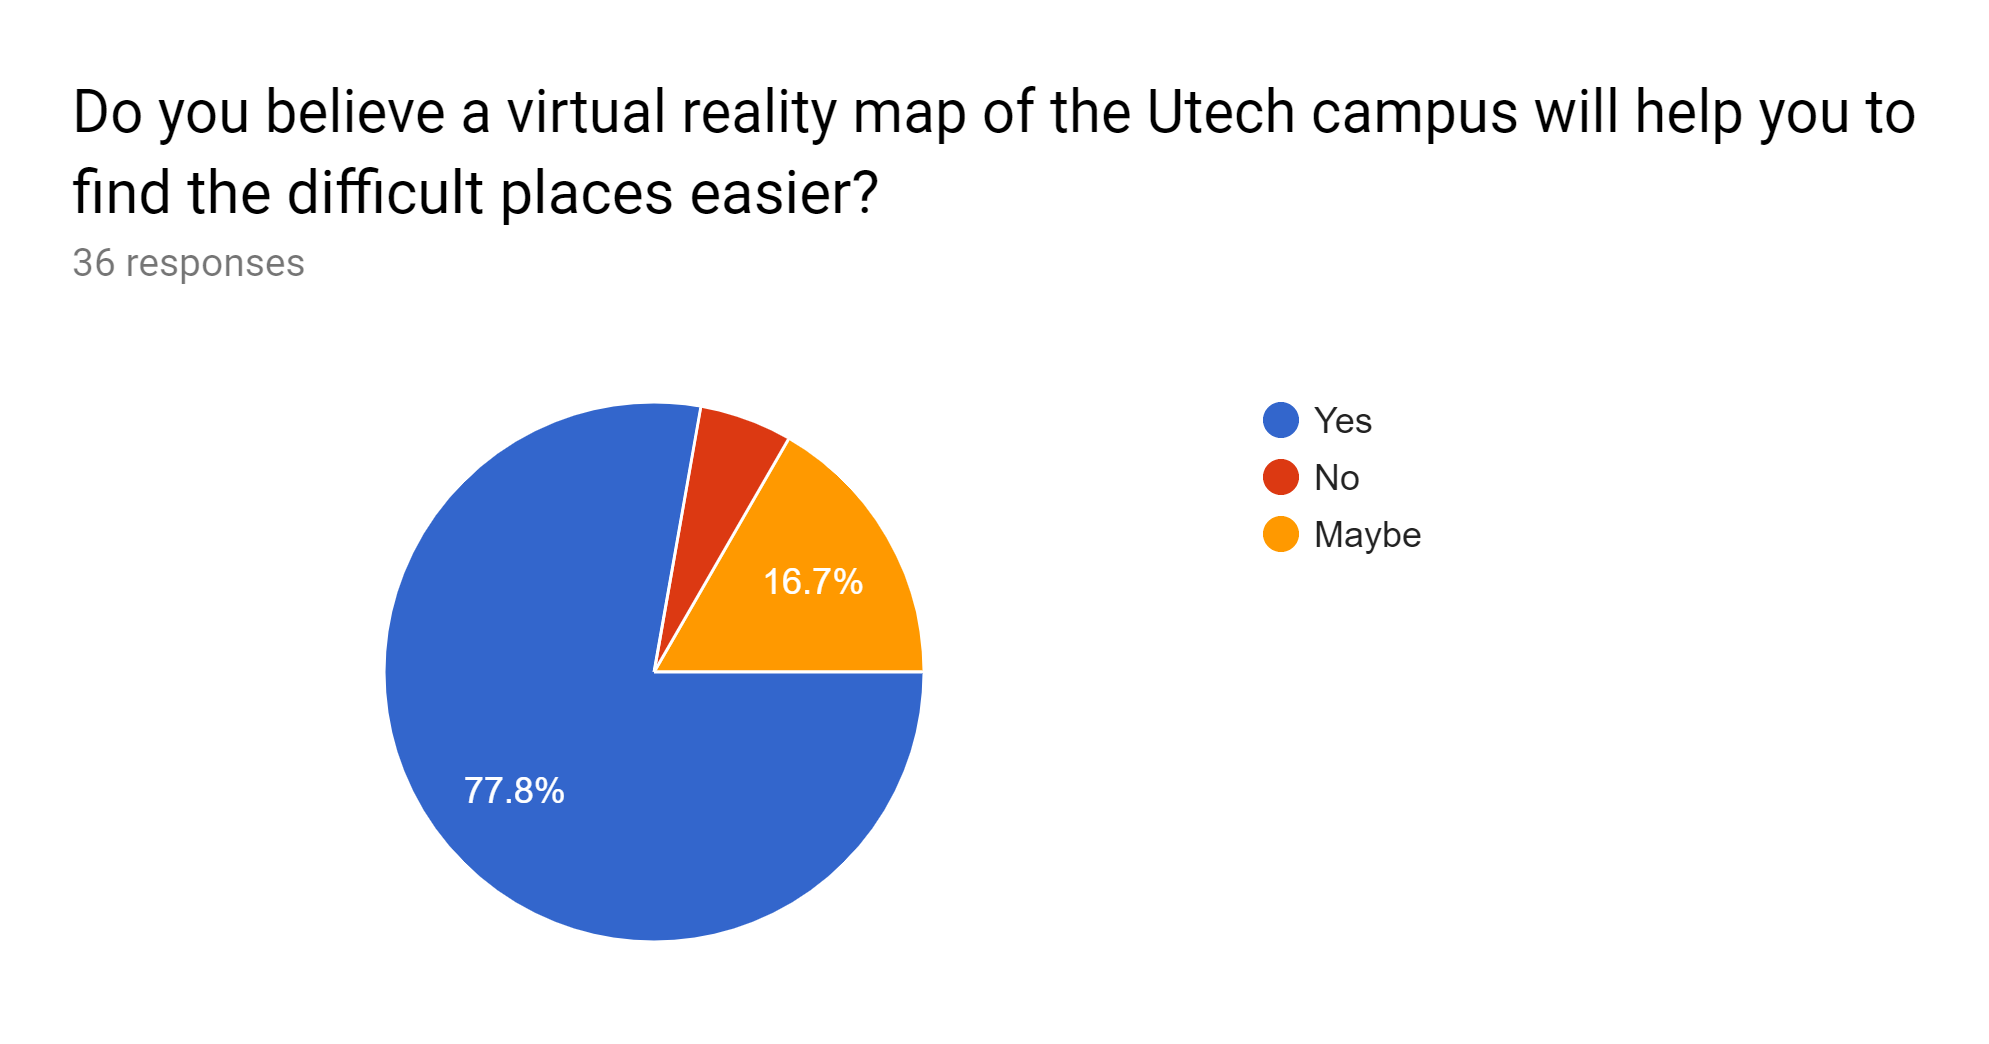 Do you believe a virtual reality map of the Utech campus will help you to
find the difficult places easier?
36 responses
Yes
No
Maybe
16.7%
77.8%